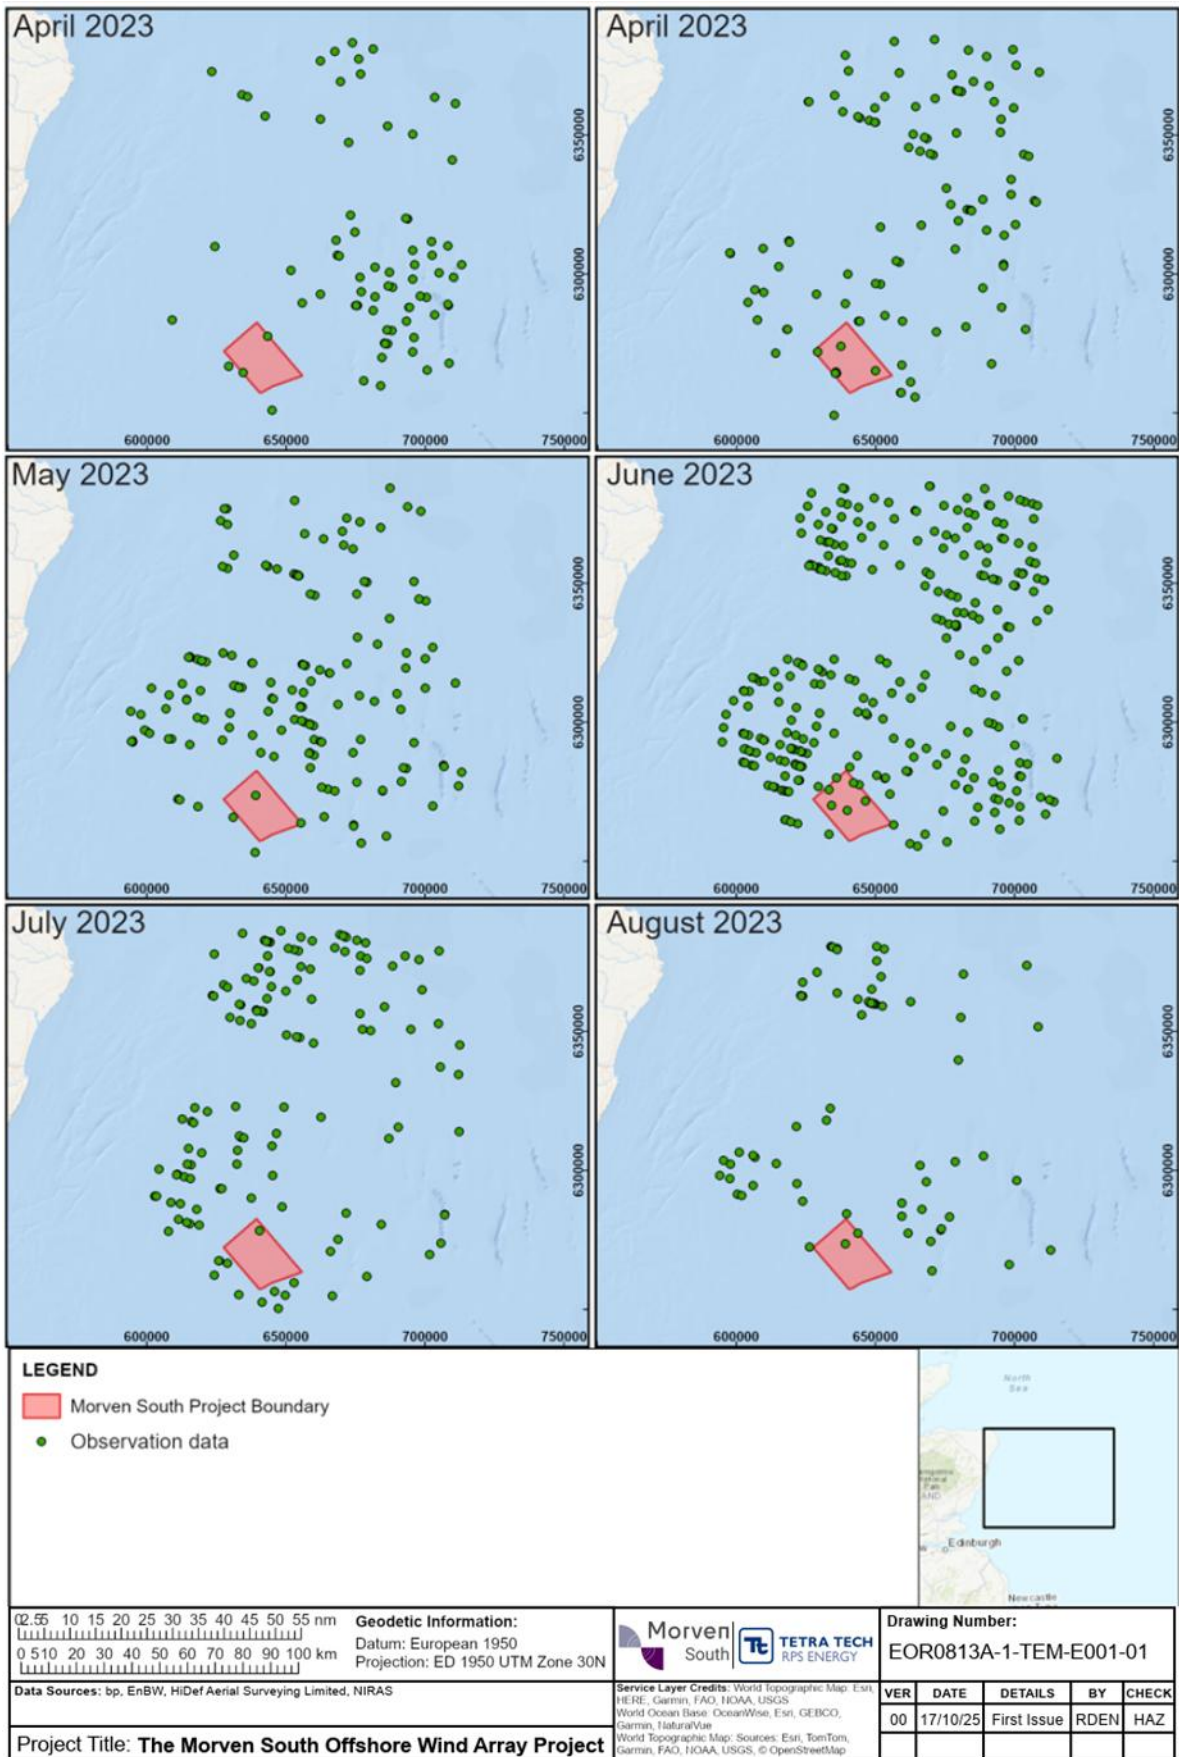 April 2023
April 2023
6350000
6300000
600000 650000 700000 750000
6350000
6300000
600000 650000 700000 750000
May 2023
June 2023
6350000
6300000
600000 650000 700000 750000
6350000
6300000
600000 650000 700000 750000
July 2023
August 2023
6350000
6300000
600000 650000 700000 750000
6350000
6300000
600000 650000 700000 750000
LEGEND
Morven South Project Boundary
Observation data
North
Sea
Edinburgh
Newcastle
02.55 10 15 20 25 30 35 40 45 50 55 nm
0 510 20 30 40 50 60 70 80 90 100 km
Geodetic Information:
Datum: European 1950
Projection: ED 1950 UTM Zone 30N
Data Sources: bp, EnBW, HiDef Aerial Surveying Limited, NIRAS
Project Title: The Morven South Offshore Wind Array Project
Morven
South
Tt
TETRA TECH
RPS ENERGY
Service Layer Credits: World Topographic Map: Esri,
HERE, Garmin, FAO, NOAA, USGS
World Ocean Base: OceanWise, Esri, GEBCO,
Garmin, NaturalVue
World Topographic Map: Sources: Esri, TomTom,
Garmin, FAO, NOAA, USGS, © OpenStreetMap
Drawing Number:
EOR0813A-1-TEM-E001-01
VER DATE DETAILS BY CHECK
00 17/10/25 First Issue RDEN HAZ